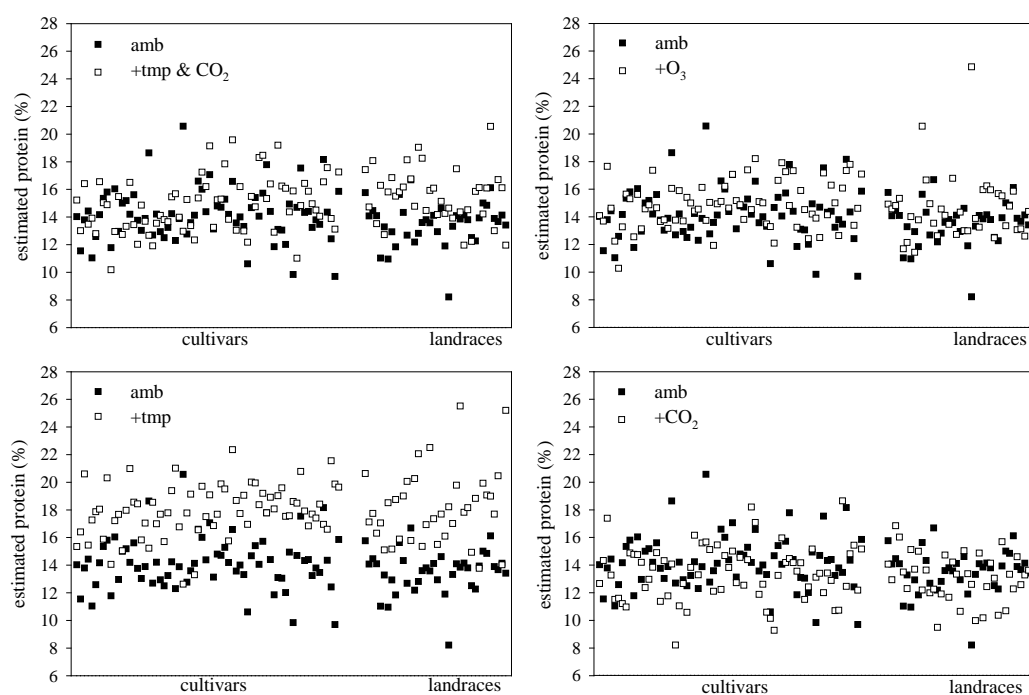 28
26
24
22
20
18
16
14
12
10
8
6
estimated protein (%)
amb
+tmp & CO₂
cultivars
landraces
28
26
24
22
20
18
16
14
12
10
8
6
estimated protein (%)
amb
+O₃
cultivars
landraces
28
26
24
22
20
18
16
14
12
10
8
6
estimated protein (%)
amb
+tmp
cultivars
landraces
28
26
24
22
20
18
16
14
12
10
8
6
estimated protein (%)
amb
+CO₂
cultivars
landraces